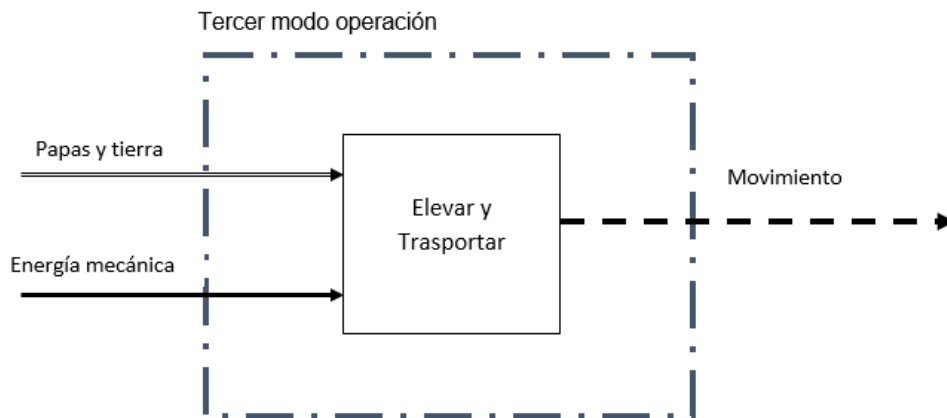 Tercer modo operación
Papas y tierra
Movimiento
Elevar y
Trasportar
Energía mecánica